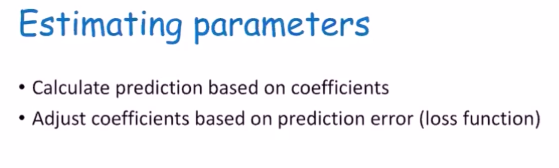 Estimating parameters
• Calculate prediction based on coefficients
• Adjust coefficients based on prediction error (loss function)